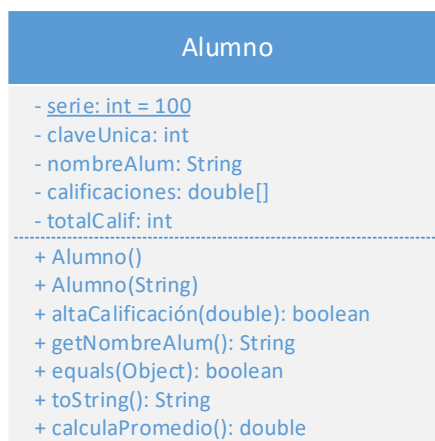 Alumno
- serie: int = 100
- claveUnica: int
- nombreAlum: String
- calificaciones: double[]
- totalCalif: int
+ Alumno()
+ Alumno(String)
+ altaCalificación(double): boolean
+ getNombreAlum(): String
+ equals(Object): boolean
+ toString(): String
+ calculaPromedio(): double